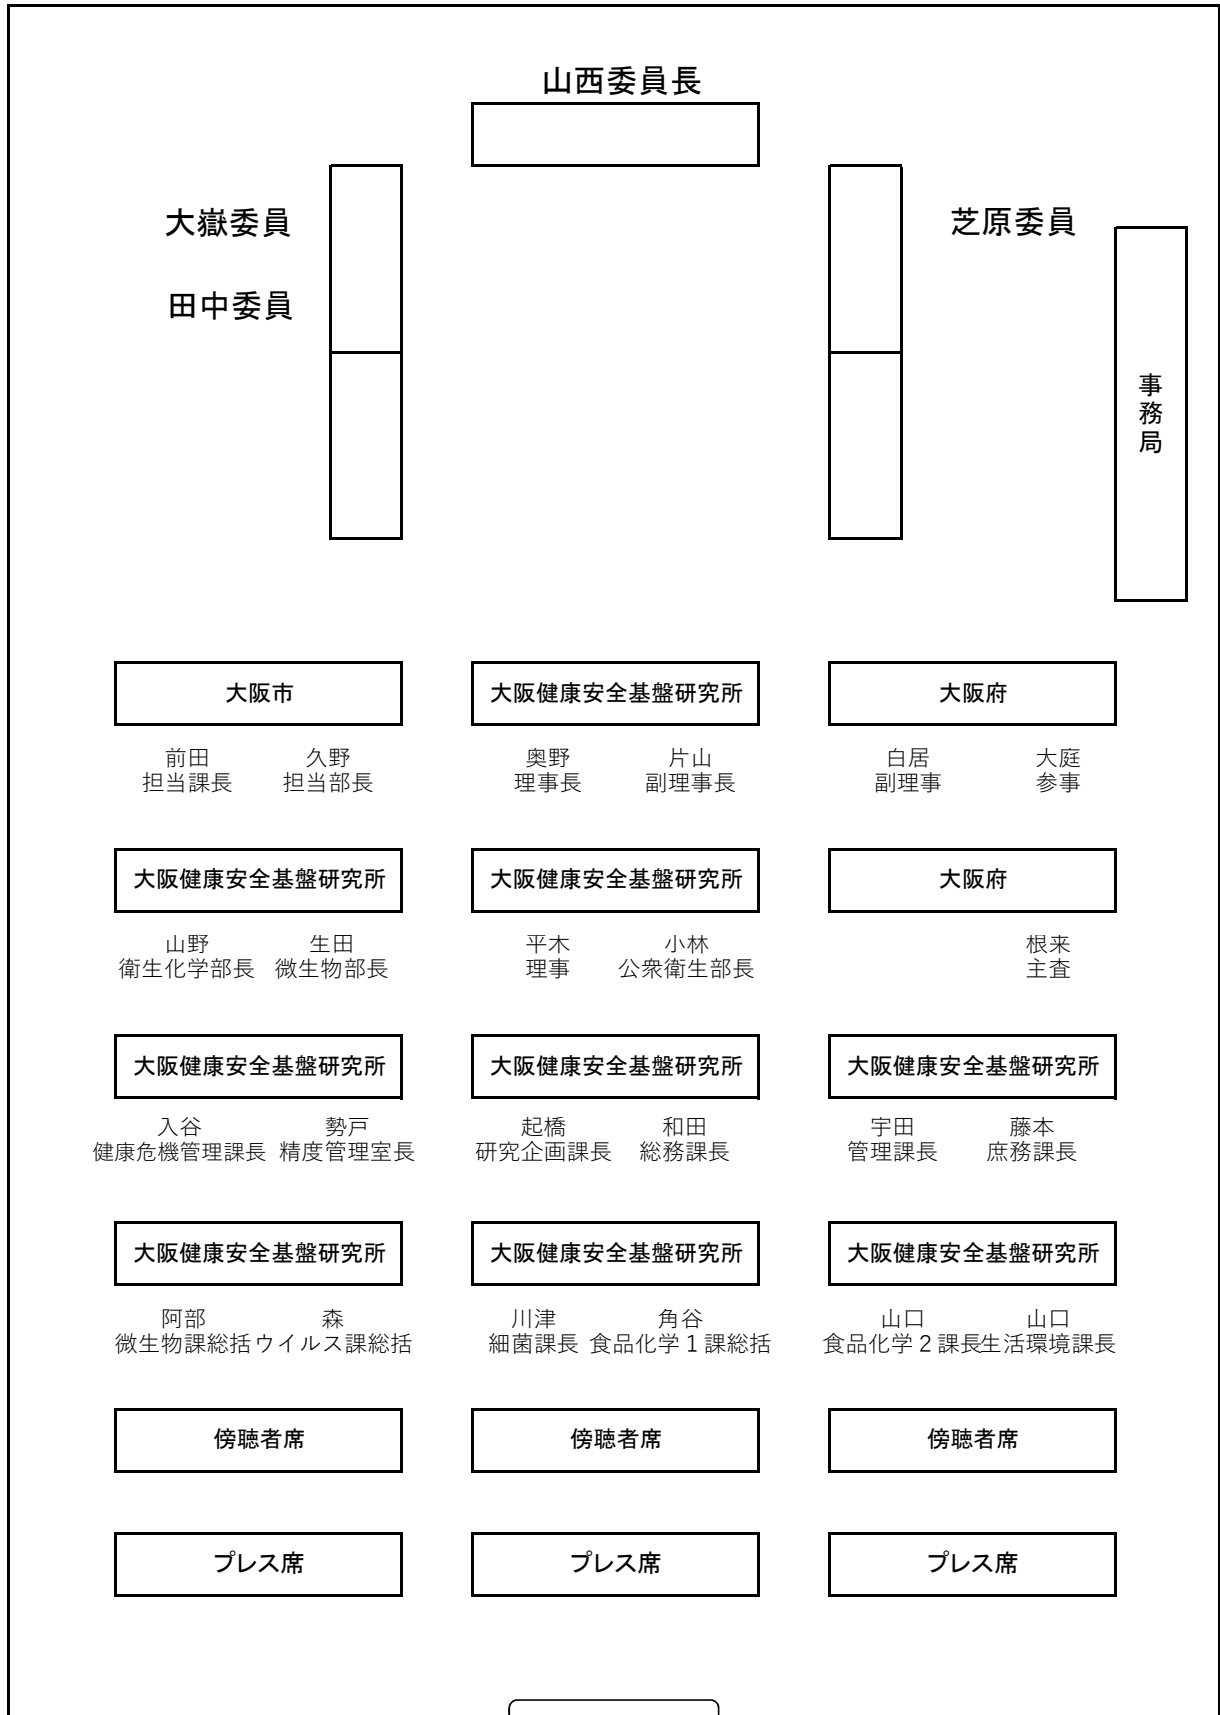 山西委員長
大嶽委員
芝原委員
田中委員
事務局
大阪市
大阪健康安全基盤研究所
大阪府
前田 久野 奥野 片山 白居 大庭
担当課長 担当部長 理事長 副理事長 副理事 参事
大阪健康安全基盤研究所
大阪健康安全基盤研究所
大阪府
山野 生田 平木 小林 根来
衛生化学部長 微生物部長 理事 公衆衛生部長 主査
大阪健康安全基盤研究所
大阪健康安全基盤研究所
大阪健康安全基盤研究所
入谷 勢戸 起橋 和田 宇田 藤本
健康危機管理課長 精度管理室長 研究企画課長 総務課長 管理課長 庶務課長
大阪健康安全基盤研究所
大阪健康安全基盤研究所
大阪健康安全基盤研究所
阿部 森 川津 角谷 山口 山口
微生物課総括 ウイルス課総括 細菌課長 食品化学1課総括 食品化学2課長 生活環境課長
傍聴者席
傍聴者席
傍聴者席
プレス席
プレス席
プレス席